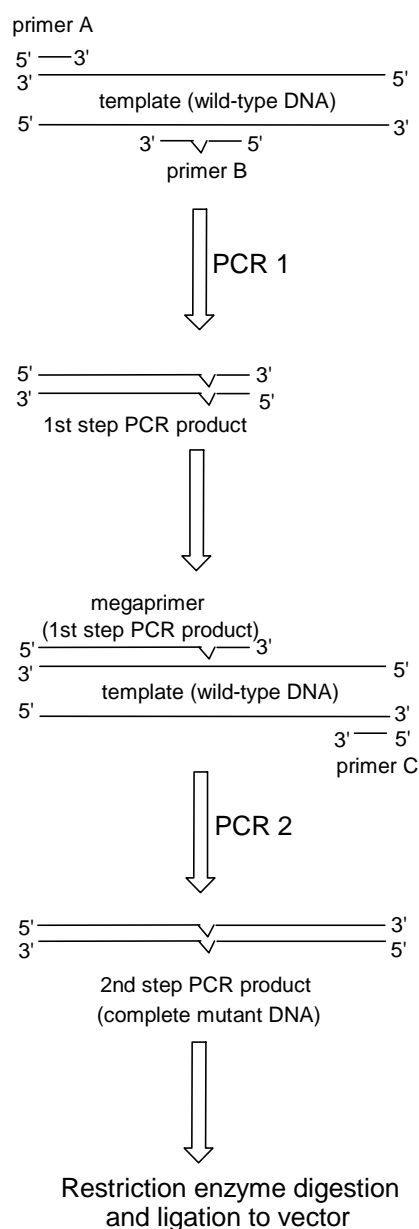 primer A
5' 3'
3' 5'
template (wild-type DNA)
5' 3'
3' 5'
primer B
PCR 1
5' 3'
3' 5'
1st step PCR product
megaprimer
(1st step PCR product)
5' 3'
3' 5'
template (wild-type DNA)
5' 3'
3' 5'
primer C
PCR 2
5' 3'
3' 5'
2nd step PCR product
(complete mutant DNA)
Restriction enzyme digestion
and ligation to vector